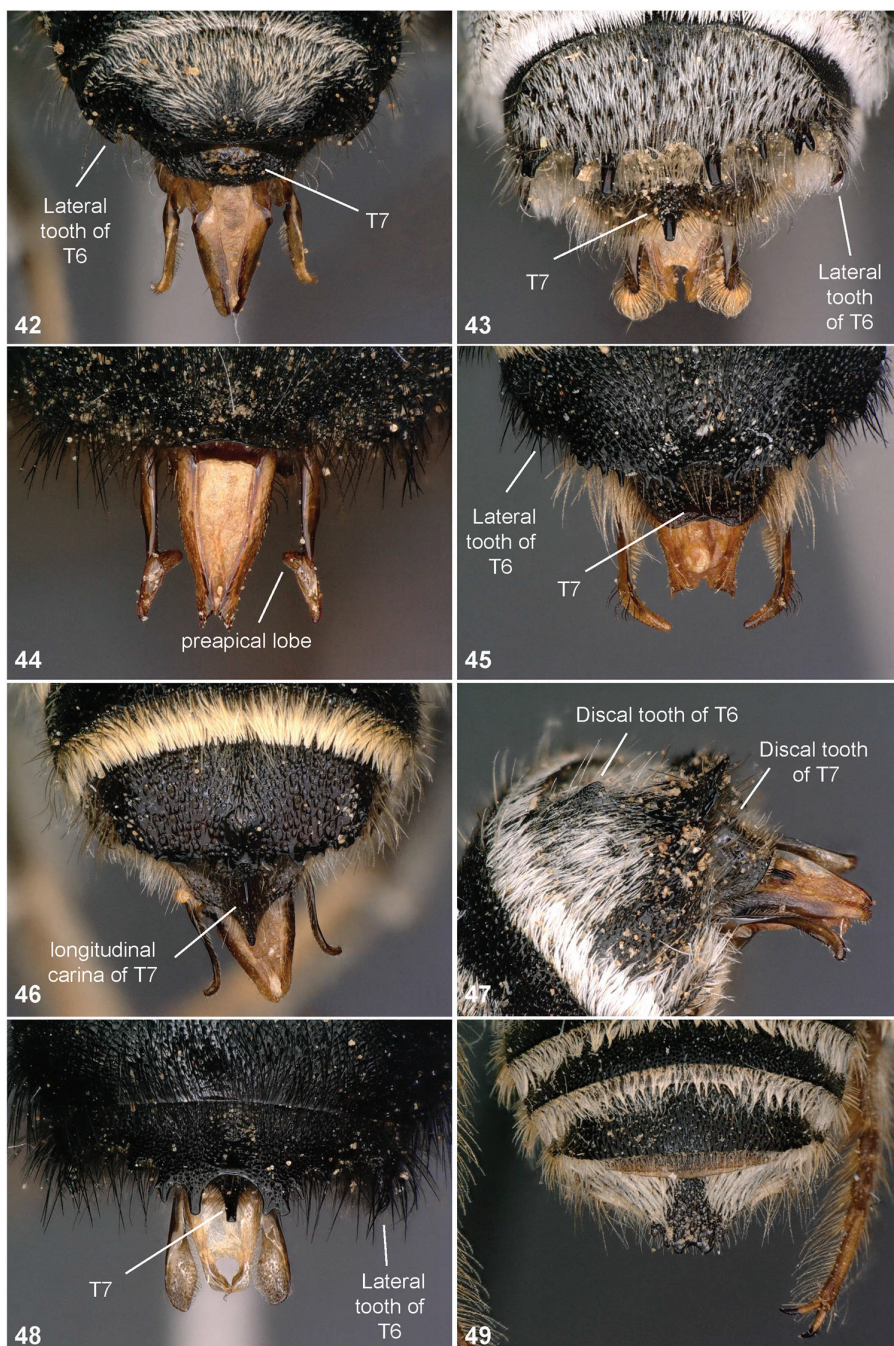 Lateral
tooth of
T6
T7
42
T7
Lateral
tooth
of T6
43
preapical lobe
44
Lateral
tooth of
T6
T7
45
longitudinal
carina of T7
46
Discal tooth of T6
Discal tooth
of T7
47
T7
Lateral
tooth of
T6
48
49